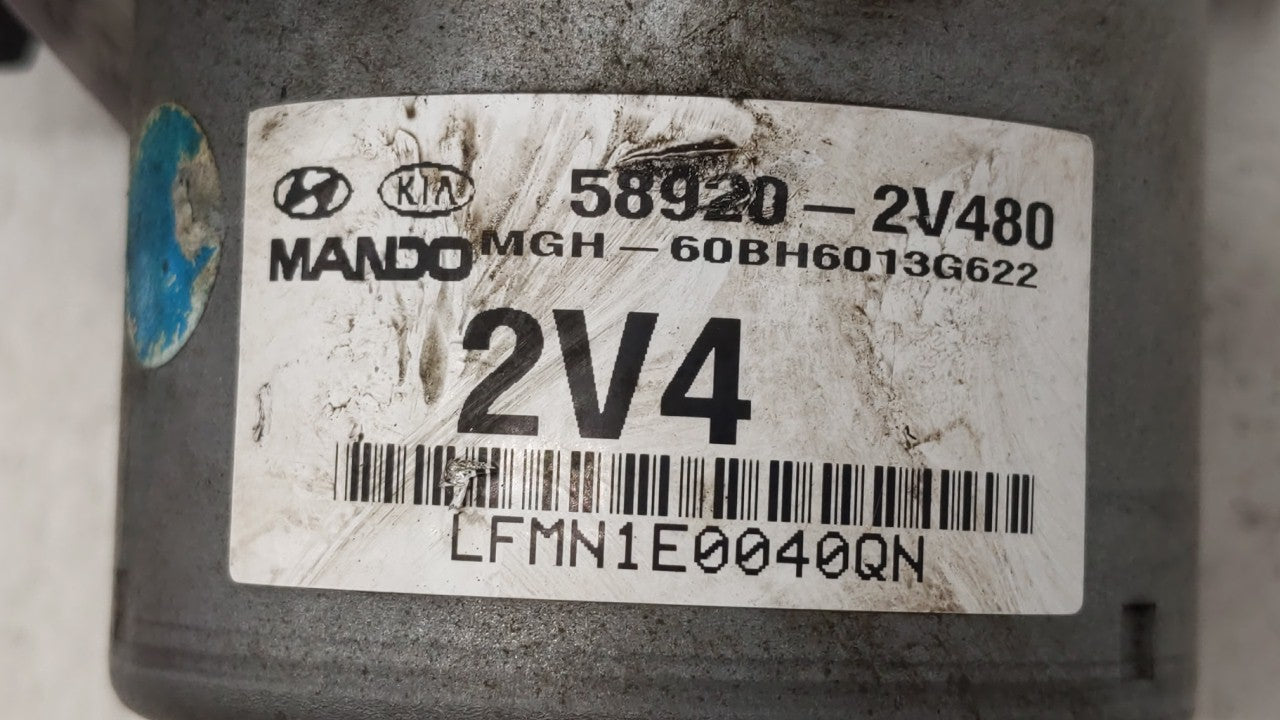 KIA 58920-2V480
MANDO MGH-60BH6013G622
2V4
LFMN1E0040QN